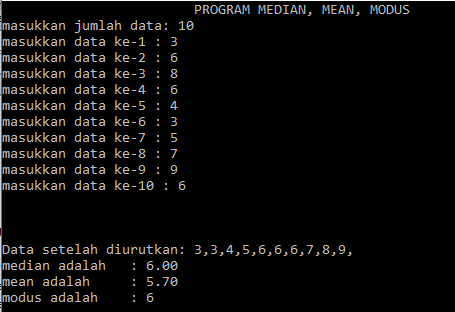 PROGRAM MEDIAN, MEAN, MODUS
masukkan jumlah data: 10
masukkan data ke-1 : 3
masukkan data ke-2 : 6
masukkan data ke-3 : 8
masukkan data ke-4 : 6
masukkan data ke-5 : 4
masukkan data ke-6 : 3
masukkan data ke-7 : 5
masukkan data ke-8 : 7
masukkan data ke-9 : 9
masukkan data ke-10 : 6
Data setelah diurutkan: 3,3,4,5,6,6,6,7,8,9,
median adalah   : 6.00
mean adalah     : 5.70
modus adalah    : 6